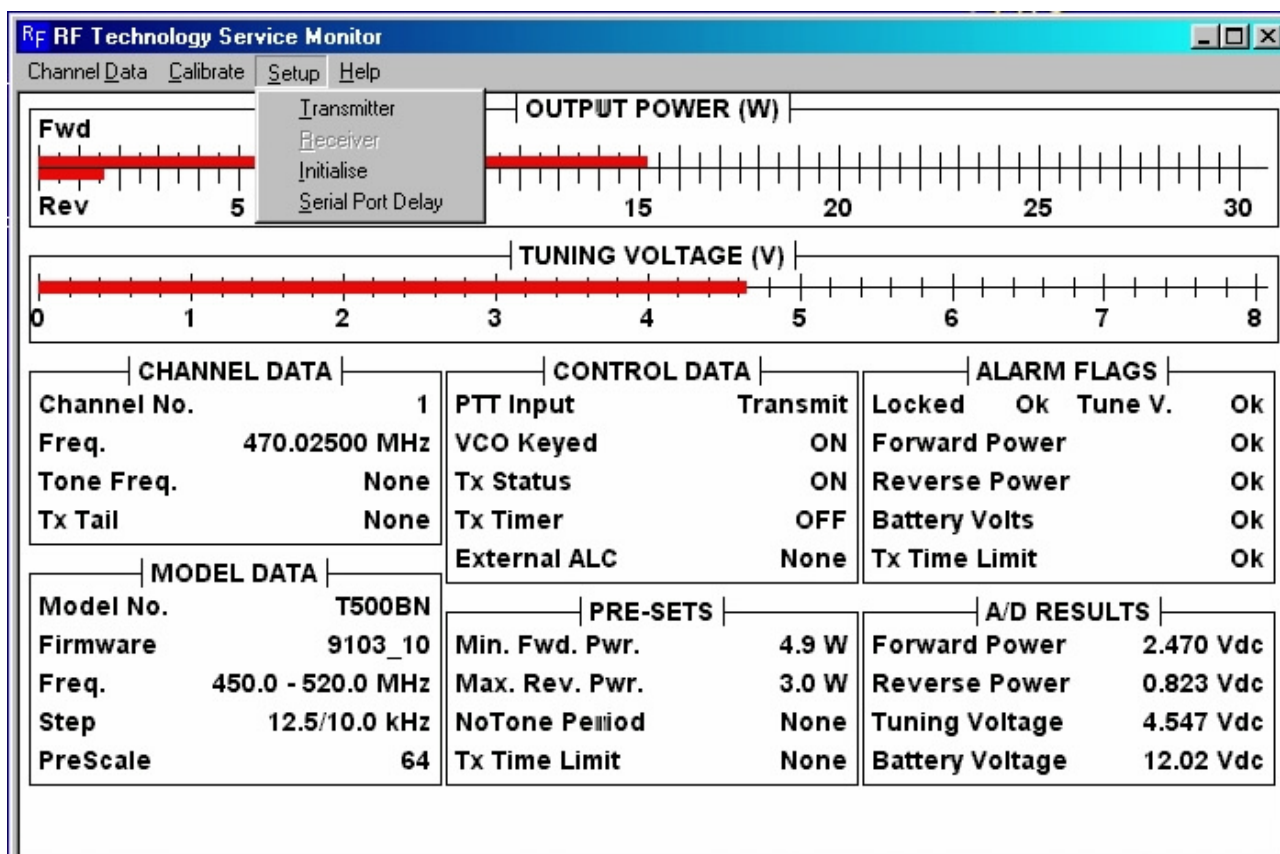 RF RF Technology Service Monitor
Channel Data Calibrate Setup Help
Transmitter
Receiver
Initialise
Serial Port Delay
OUTPUT POWER (W)
Fwd
Rev 5 15 20 25 30
TUNING VOLTAGE (V)
0 1 2 3 4 5 6 7 8
CHANNEL DATA
Channel No. 1
Freq. 470.02500 MHz
Tone Freq. None
Tx Tail None
MODEL DATA
Model No. T500BN
Firmware 9103_10
Freq. 450.0 - 520.0 MHz
Step 12.5/10.0 kHz
PreScale 64
CONTROL DATA
PTT Input Transmit
VCO Keyed ON
Tx Status ON
Tx Timer OFF
External ALC None
PRE-SETS
Min. Fwd. Pwr. 4.9 W
Max. Rev. Pwr. 3.0 W
NoTone Period None
Tx Time Limit None
ALARM FLAGS
Locked Ok Tune V. Ok
Forward Power Ok
Reverse Power Ok
Battery Volts Ok
Tx Time Limit Ok
A/D RESULTS
Forward Power 2.470 Vdc
Reverse Power 0.823 Vdc
Tuning Voltage 4.547 Vdc
Battery Voltage 12.02 Vdc